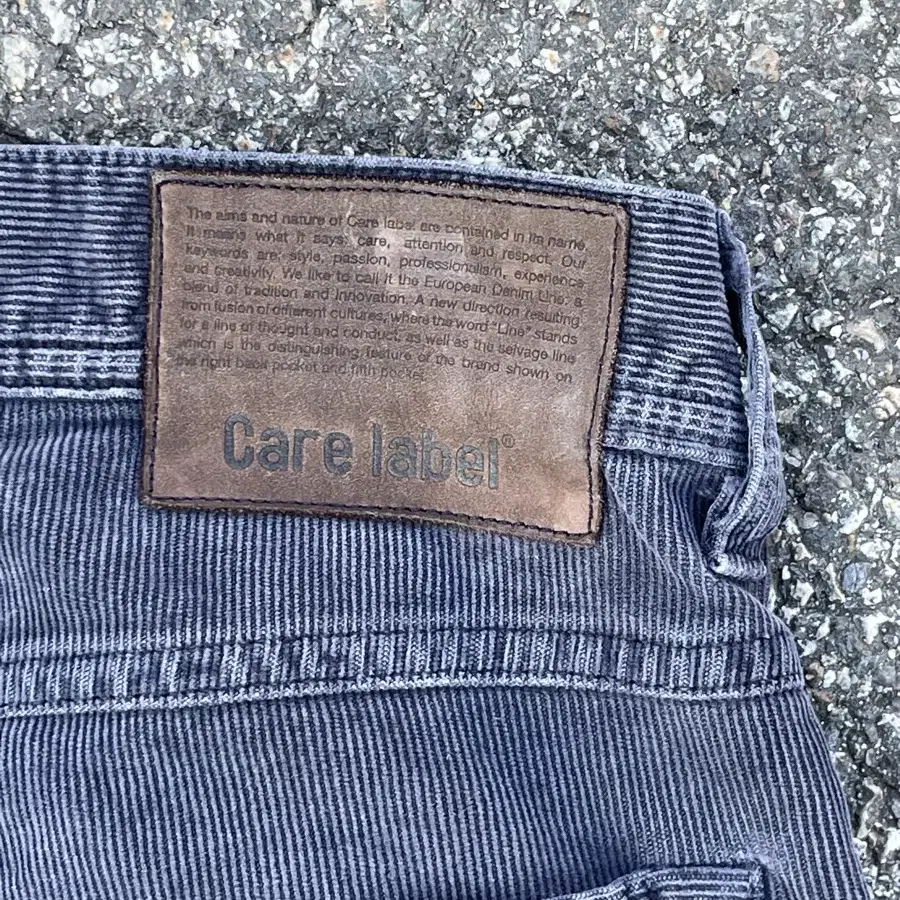 The aims and nature of Care label are contained in its name.
It means what it says: care, attention and respect. Our
keywords are: style, passion, professionalism, experience
and creativity. We like to call it the European Denim Line: a
blend of tradition and innovation. A new direction resulting
from fusion of different cultures, where the word "Line" stands
for a line of thought and conduct, as well as the selvage line
which is the distinguishing feature of the brand shown on
the right back pocket and fifth pocket.
Care label®